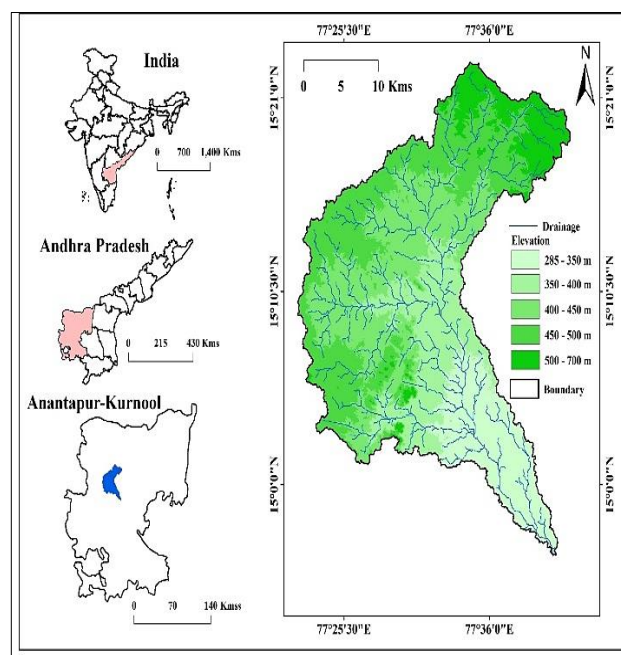 India
0 700 1,400 Kms
Andhra Pradesh
0 215 430 Kms
Anantapur-Kurnool
0 70 140 Kmss
77°25'30"E 77°36'0"E
0 5 10 Kms
N
15°21'0"N 15°21'0"N
15°10'30"N 15°10'30"N
15°0'0"N 15°0'0"N
Drainage
Elevation
285 - 350 m
350 - 400 m
400 - 450 m
450 - 500 m
500 - 700 m
Boundary
77°25'30"E 77°36'0"E